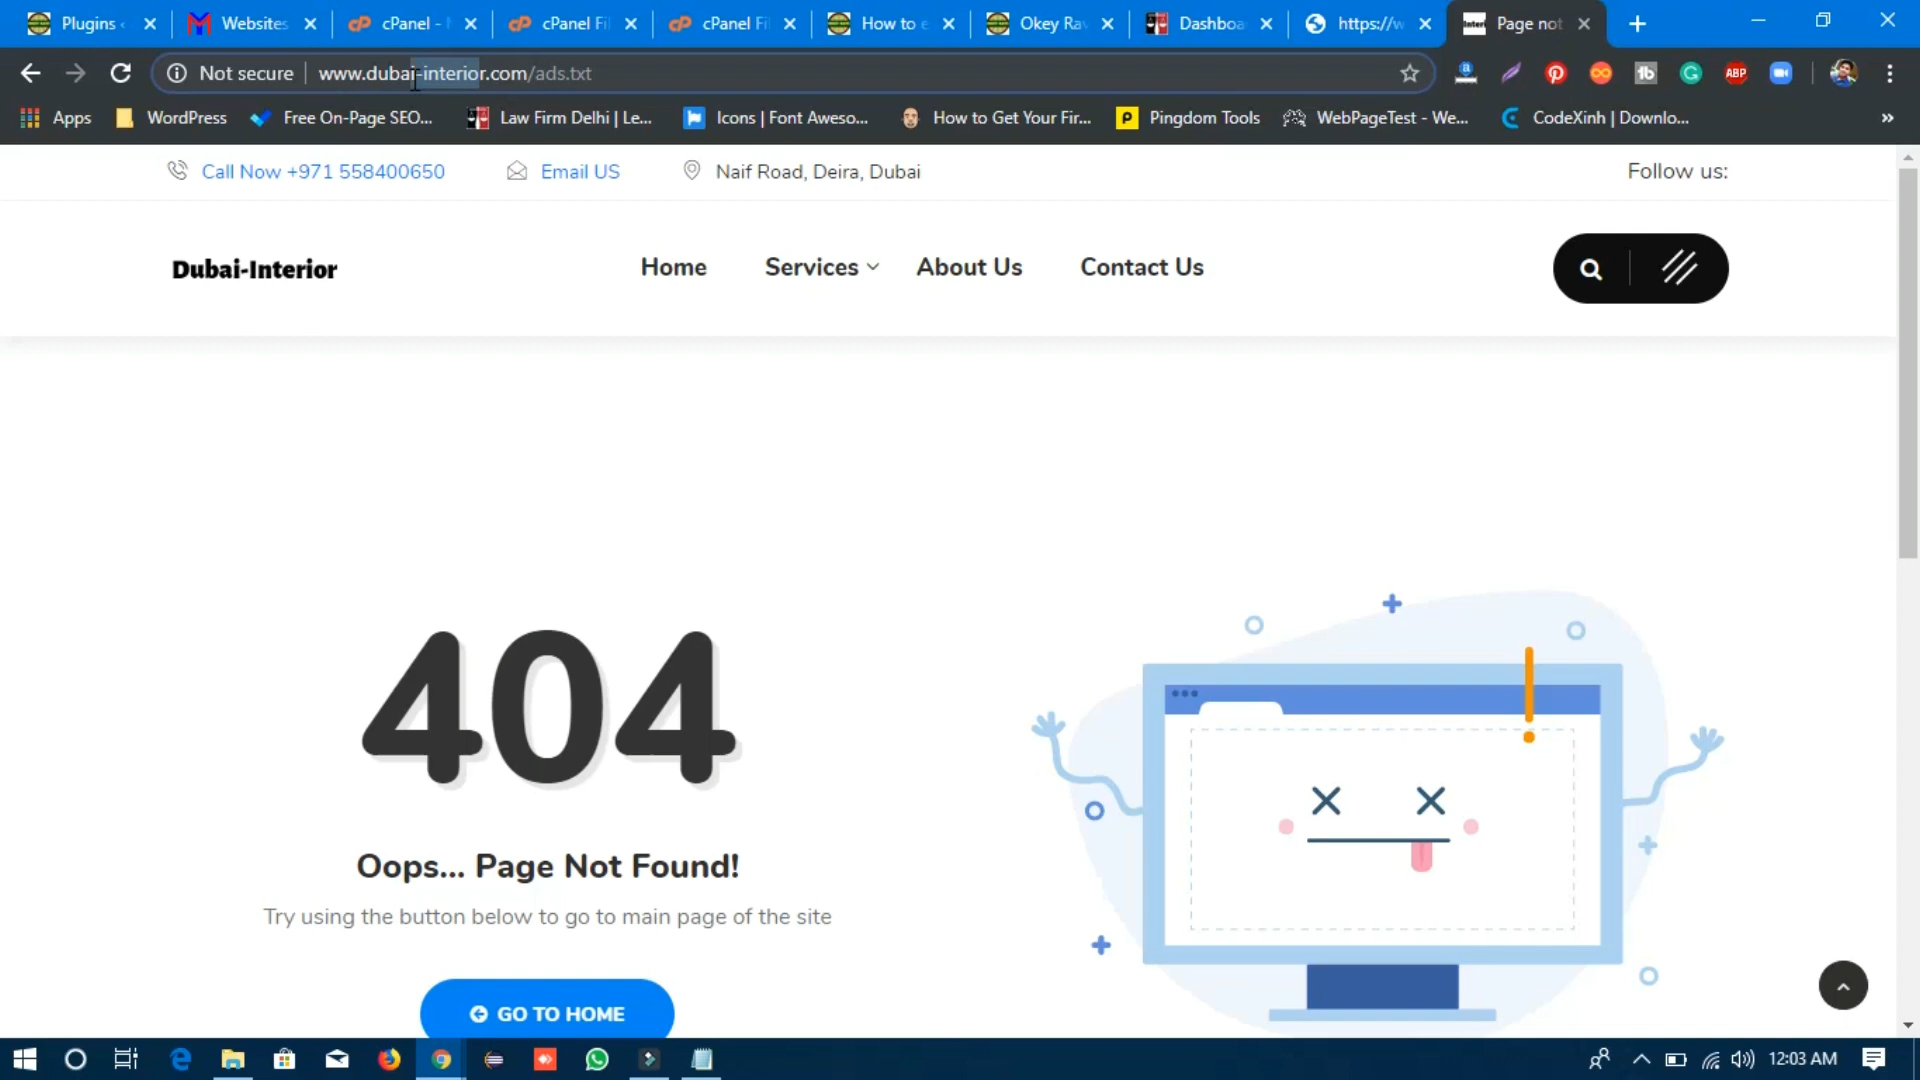 Plugins
Websites
cPanel -
cPanel Fi
cPanel Fi
How to e
Okey Ra
Dashboa
https://w
Page not
Not secure
www.dubai-interior.com/ads.txt
ABP
Apps
WordPress
Free On-Page SEO...
Law Firm Delhi | Le...
Icons | Font Aweso...
How to Get Your Fir...
Pingdom Tools
WebPageTest - We...
CodeXinh | Downlo...
Call Now +971 558400650
Email US
Naif Road, Deira, Dubai
Follow us:
Dubai-Interior
Home
Services
About Us
Contact Us
404
Oops... Page Not Found!
Try using the button below to go to main page of the site
GO TO HOME
12:03 AM